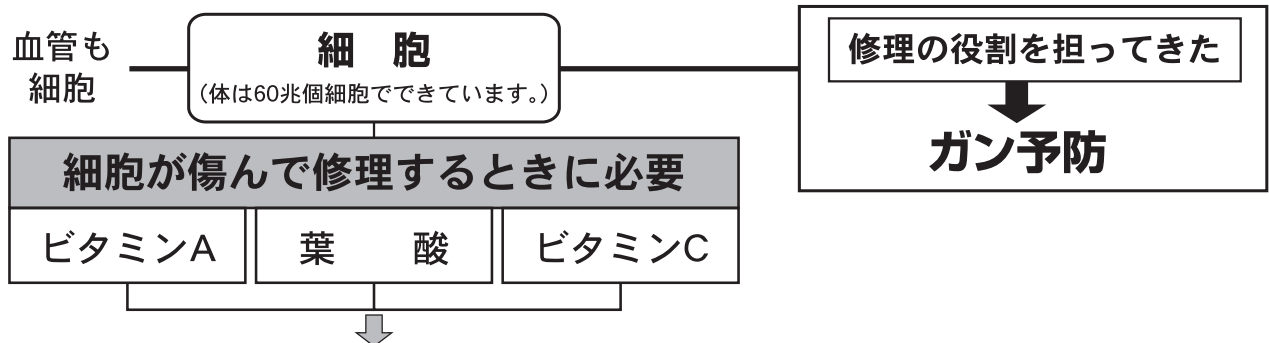 血管も
細胞
細　胞
（体は60兆個細胞でできています。）
修理の役割を担ってきた
ガン予防
細胞が傷んで修理するときに必要
ビタミンA
葉　　酸
ビタミンC